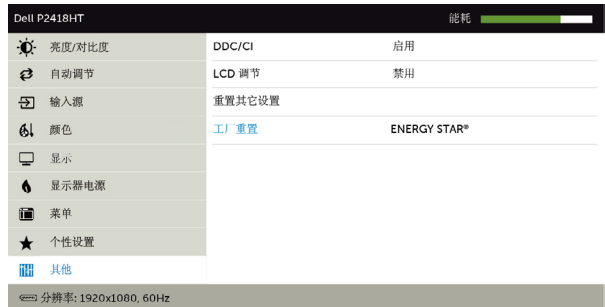 Dell P2418HT 能耗
亮度/对比度 DDC/CI 启用
自动调节 LCD 调节 禁用
输入源 重置其它设置
颜色 工厂重置 ENERGY STAR®
显示
显示器电源
菜单
个性设置
其他
分辨率: 1920x1080, 60Hz